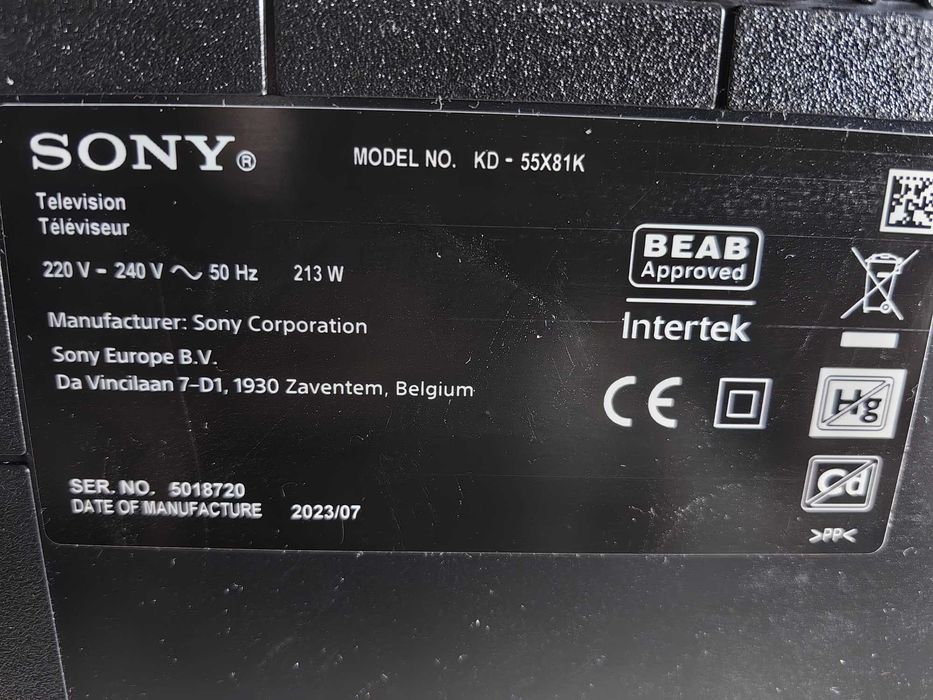 SONY®
MODEL NO. KD - 55X81K
Television
Téléviseur
220 V - 240 V ~ 50 Hz 213 W
BEAB
Approved
Intertek
Manufacturer: Sony Corporation
Sony Europe B.V.
Da Vincilaan 7-D1, 1930 Zaventem, Belgium
CE
Hg
Cd
SER. NO. 5018720
DATE OF MANUFACTURE 2023/07
>PP<